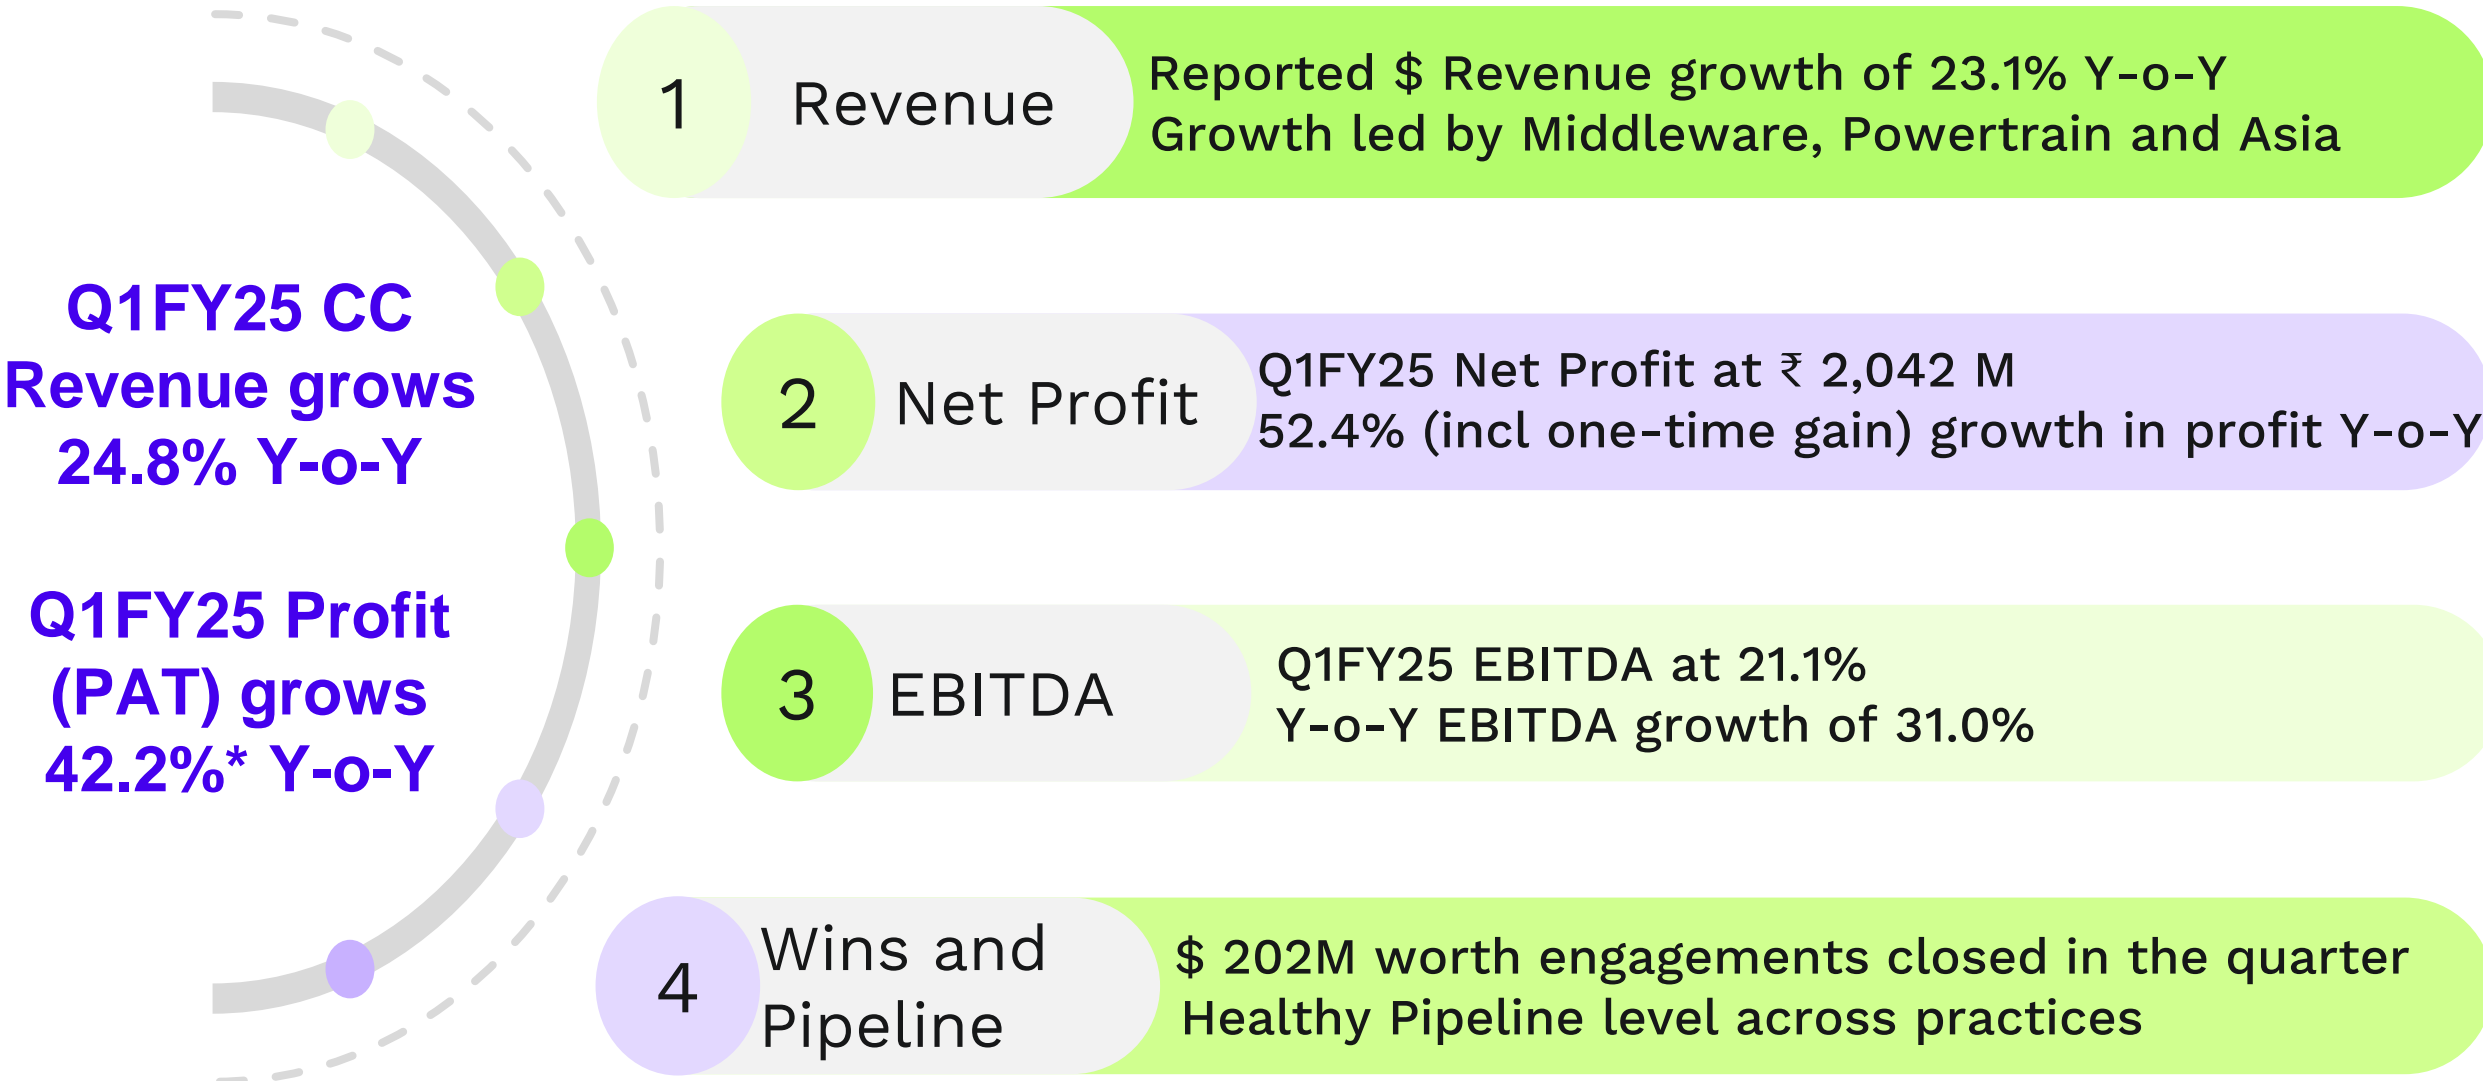 Q1FY25 CC
Revenue grows
24.8% Y-o-Y
Q1FY25 Profit
(PAT) grows
42.2%* Y-o-Y
1
Revenue
Reported $ Revenue growth of 23.1% Y-o-Y
Growth led by Middleware, Powertrain and Asia
2
Net Profit
Q1FY25 Net Profit at ₹ 2,042 M
52.4% (incl one-time gain) growth in profit Y-o-Y
3
EBITDA
Q1FY25 EBITDA at 21.1%
Y-o-Y EBITDA growth of 31.0%
4
Wins and
Pipeline
$ 202M worth engagements closed in the quarter
Healthy Pipeline level across practices